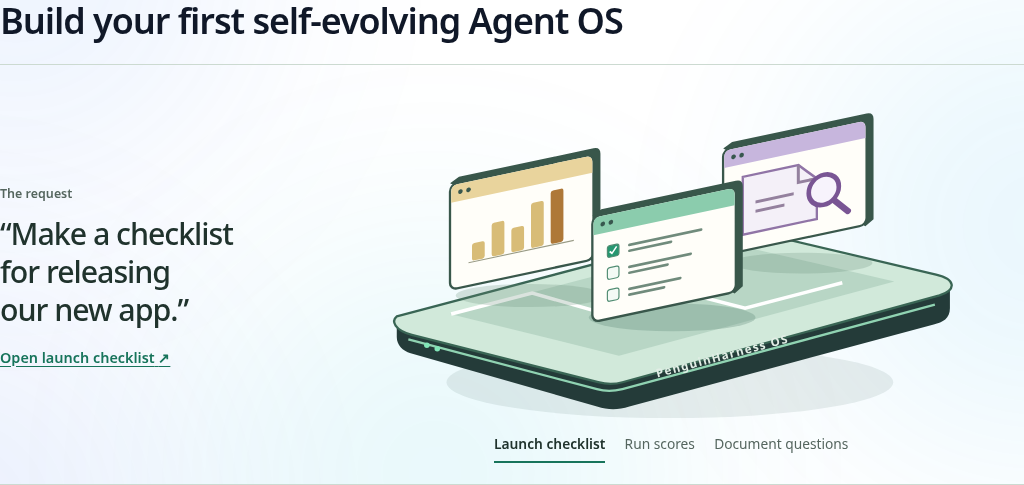 Build your first self-evolving Agent OS
The request
“Make a checklist
for releasing
our new app.”
Open launch checklist ↗
PenguinHarness OS
Launch checklist
Run scores
Document questions